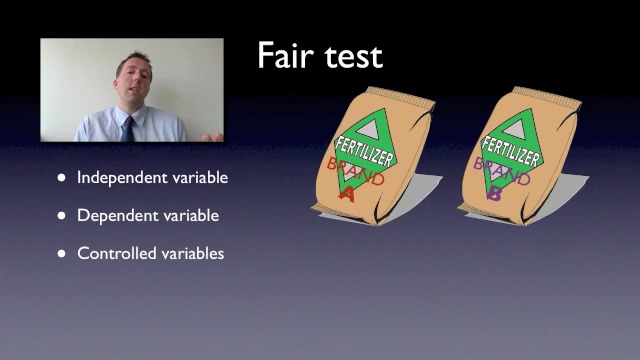 Fair test
FERTILIZER
BRAND
A
FERTILIZER
BRAND
B
Independent variable
Dependent variable
Controlled variables